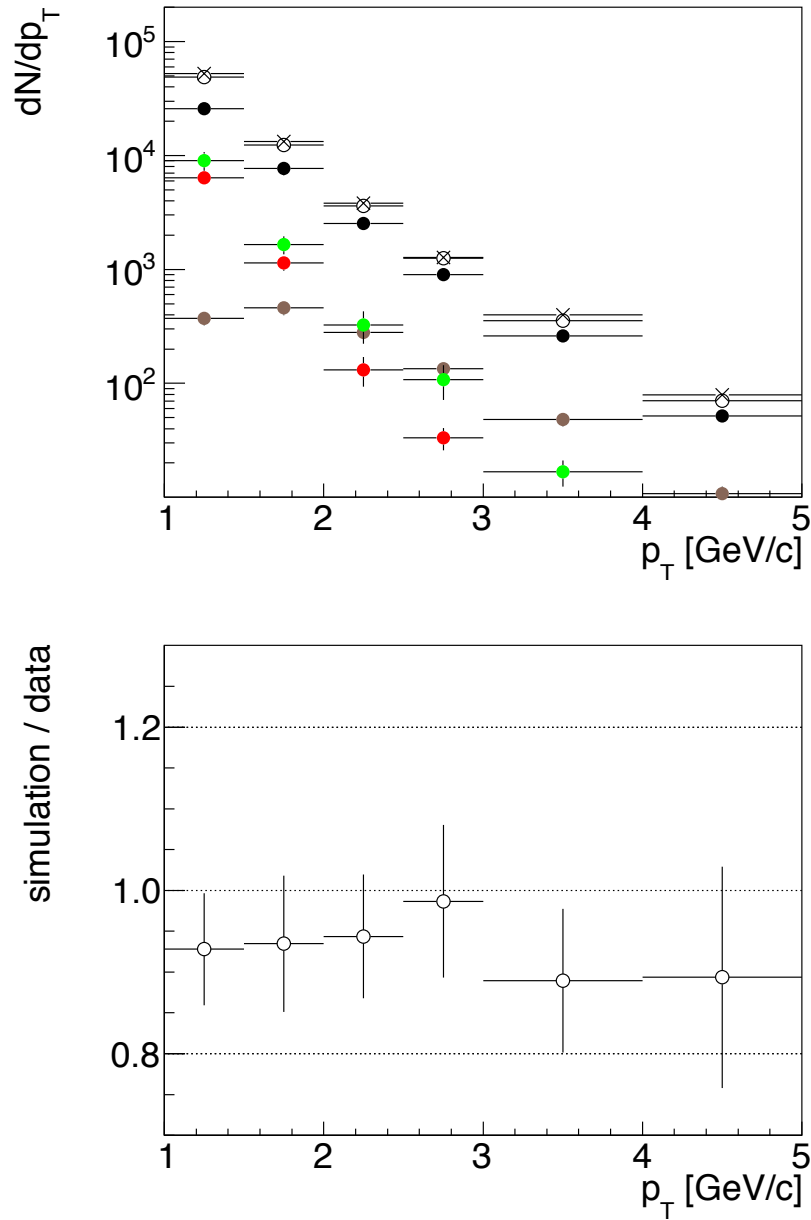 dN/dp_T
10^5
10^4
10^3
10^2
1 2 3 4 5
p_T [GeV/c]
simulation / data
1.2
1.0
0.8
1 2 3 4 5
p_T [GeV/c]